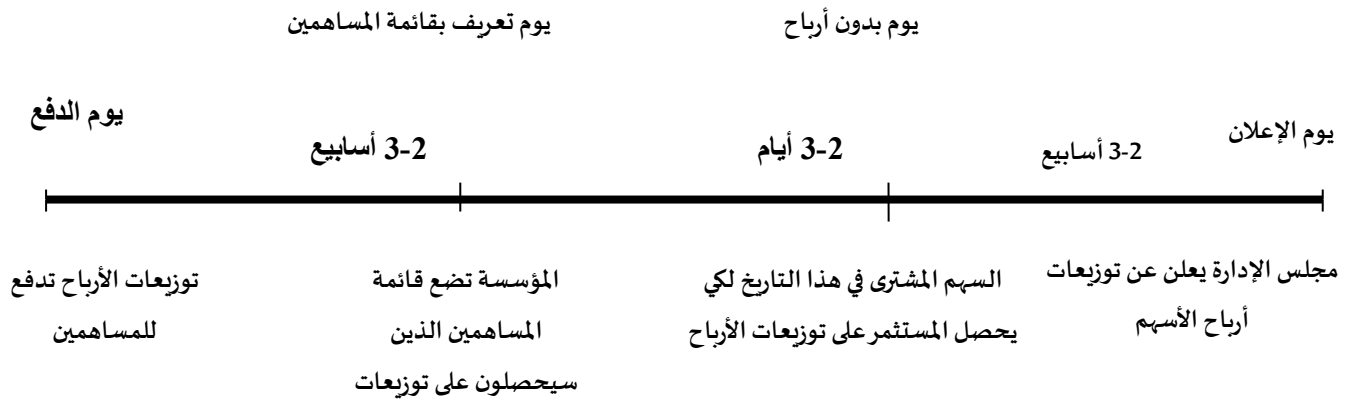 يوم بدون أرباح
يوم تعريف بقائمة المساهمين
يوم الإعلان
2-3 أسابيع
2-3 أيام
2-3 أسابيع
يوم الدفع
مجلس الإدارة يعلن عن توزيعات
أرباح الأسهم
السهم المشترى في هذا التاريخ لكي
يحصل المستثمر على توزيعات الأرباح
المؤسسة تضع قائمة
المساهمين الذين
سيحصلون على توزيعات
توزيعات الأرباح تدفع
للمساهمين